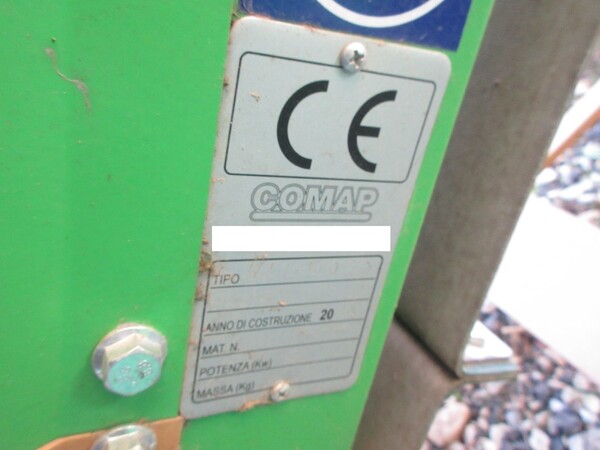 CE
COMAP
TIPO
ANNO DI COSTRUZIONE 20
MAT. N.
POTENZA (Kw)
MASSA (Kg)